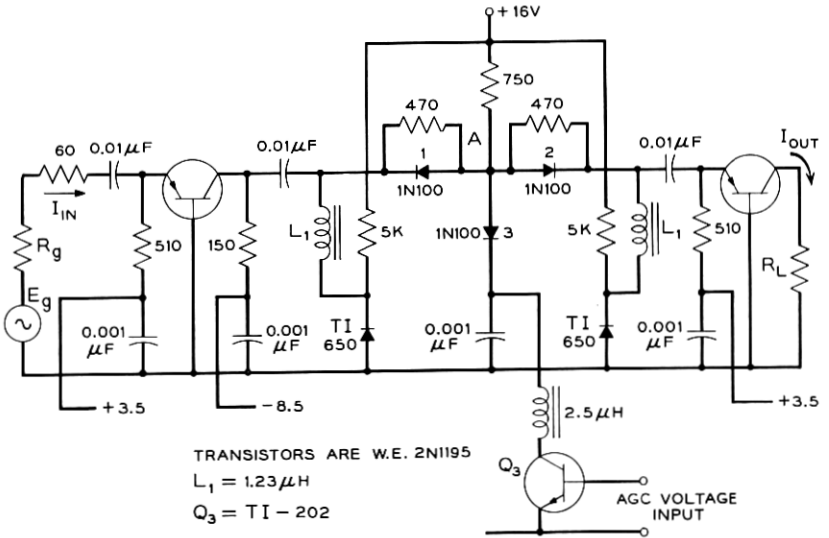 +16V
750
470
470
A
1
2
60
0.01μF
0.01μF
0.01μF
I OUT
1N100
1N100
I IN
510
150
L1
5K
1N100
3
5K
L1
510
Rg
RL
Eg
0.001
μF
0.001
μF
TI
650
0.001
μF
TI
650
0.001
μF
+3.5
-8.5
+3.5
2.5μH
TRANSISTORS ARE W.E. 2N1195
L1 = 1.23μH
Q3 = TI-202
Q3
AGC VOLTAGE
INPUT